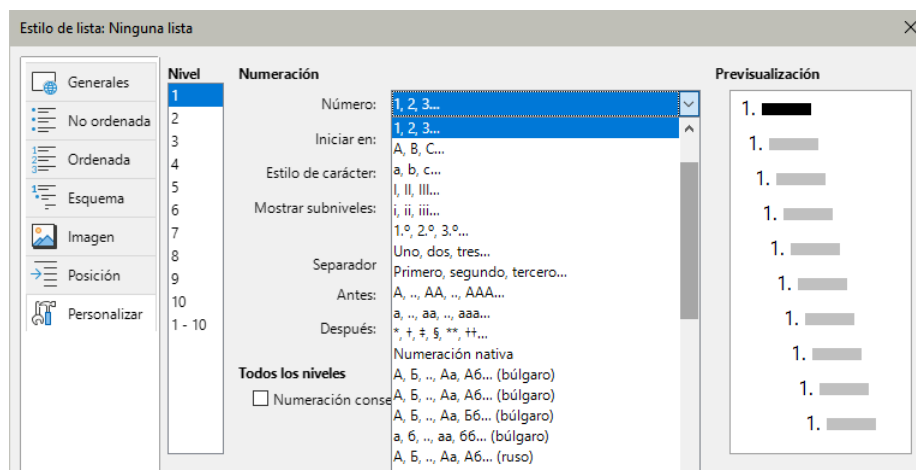 Estilo de lista: Ninguna lista
Generales
No ordenada
Ordenada
Esquema
Imagen
Posición
Personalizar
Nivel
1
2
3
4
5
6
7
8
9
10
1 - 10
Numeración
Número:
Iniciar en:
Estilo de carácter:
Mostrar subniveles:
Separador
Antes:
Después:
Todos los niveles
Numeración conse
1, 2, 3...
1, 2, 3...
A, B, C...
a, b, c...
I, II, III...
i, ii, iii...
1.º, 2.º, 3.º...
Uno, dos, tres...
Primero, segundo, tercero...
A, .., AA, .., AAA...
a, .., aa, .., aaa...
*, †, ‡, §, **, ††...
Numeración nativa
А, Б, .., Аа, Аб... (búlgaro)
А, Б, .., Аа, Аб... (búlgaro)
А, Б, .., Аа, Бб... (búlgaro)
а, б, .., аа, бб... (búlgaro)
А, Б, .., Аа, Аб... (ruso)
Previsualización
1.
1.
1.
1.
1.
1.
1.
1.
1.
1.